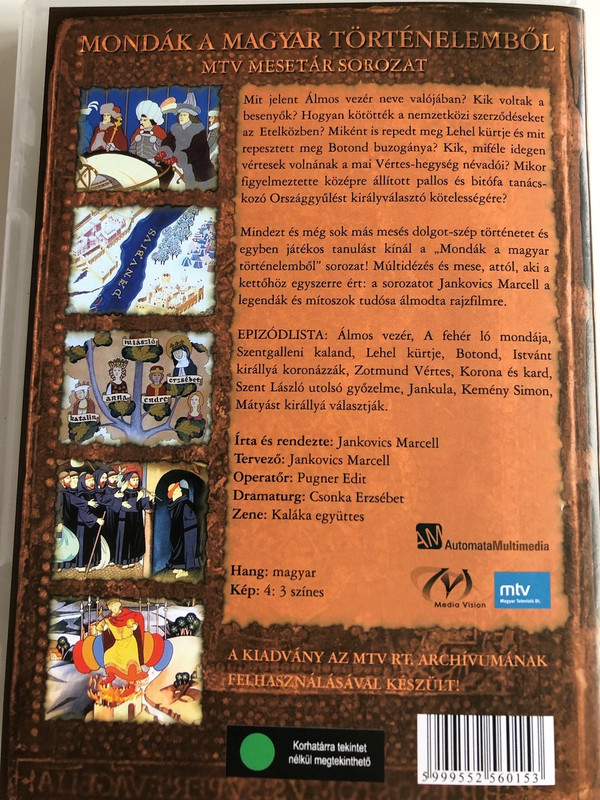 MONDÁK A MAGYAR TÖRTÉNELEMBŐL
MTV MESETÁR SOROZAT
Mit jelent Álmos vezér neve valójában? Kik voltak a
besenyők? Hogyan kötötték a nemzetközi szerződéseket
az Etelközben? Miként is repedt meg Lehel kürtje és mit
repesztett meg Botond buzogánya? Kik, miféle idegen
vértesek volnának a mai Vértes-hegység névadói? Mikor
figyelmeztette középre állított pallos és bitófa tanács-
kozó Országgyűlést királyválasztó kötelességére?
DANVBIVS
Mindezt és még sok más mesés dolgot-szép történetet és
egyben játékos tanulást kínál a „Mondák a magyar
történelemből" sorozat! Múltidézés és mese, attól, aki a
kettőhöz egyszerre ért: a sorozatot Jankovics Marcell a
legendák és mítoszok tudósa álmodta rajzfilmre.
ulászló
erzsébet
anna
endre
katalin
EPIZÓDLISTA: Álmos vezér, A fehér ló mondája,
Szentgalleni kaland, Lehel kürtje, Botond, Istvánt
királlyá koronázzák, Zotmund Vértes, Korona és kard,
Szent László utolsó győzelme, Jankula, Kemény Simon,
Mátyást királlyá választják.
Írta és rendezte: Jankovics Marcell
Tervező: Jankovics Marcell
Operatőr: Pugner Edit
Dramaturg: Csonka Erzsébet
Zene: Kaláka együttes
AM AutomataMultimedia
Hang: magyar
Kép: 4: 3 színes
Media Vision
mtv
Magyar Televízió Rt.
A KIADVÁNY AZ MTV RT. ARCHÍVUMÁNAK
FELHASZNÁLÁSÁVAL KÉSZÜLT!
Korhatárra tekintet
nélkül megtekinthető
5 999552 560153